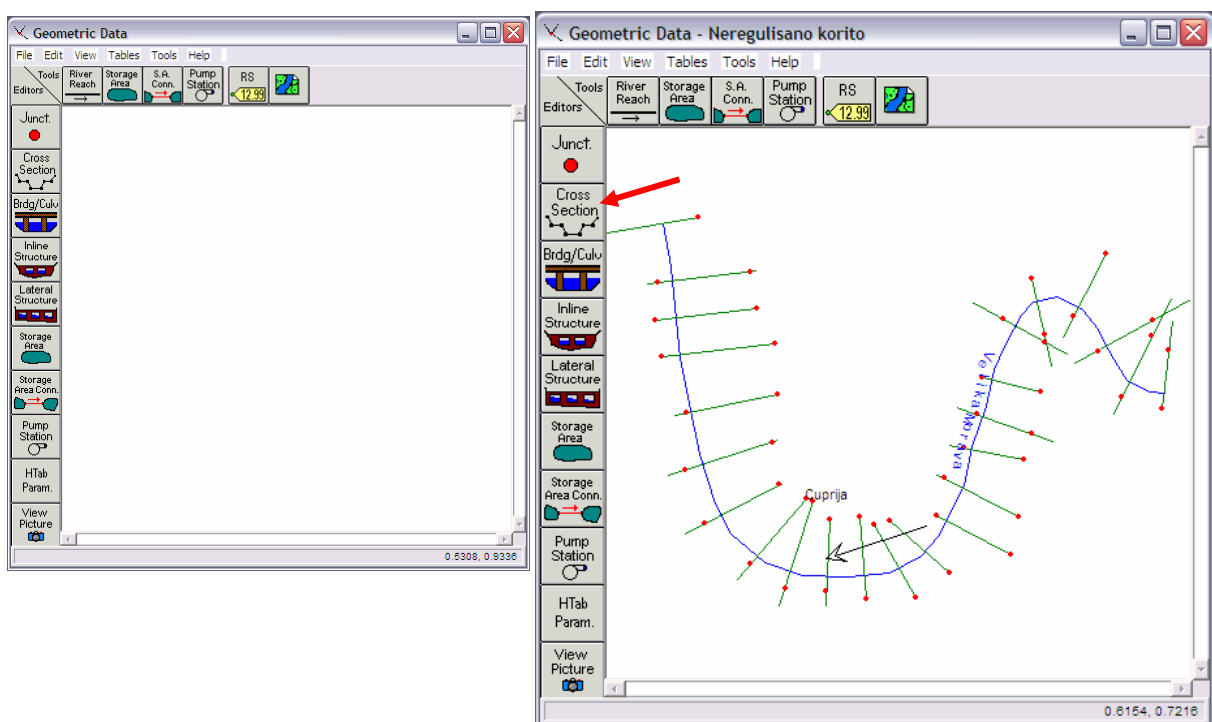 Geometric Data
File Edit View Tables Tools Help
Tools
Editors
River Reach
Storage Area
S.A. Conn.
Pump Station
RS
12.99
Junct.
Cross Section
Brdg/Culv
Inline Structure
Lateral Structure
Storage Area
Storage Area Conn.
Pump Station
HTab Param.
View Picture
0.5308, 0.9336
Geometric Data - Neregulisano korito
File Edit View Tables Tools Help
Tools
Editors
River Reach
Storage Area
S.A. Conn.
Pump Station
RS
12.99
Junct.
Cross Section
Brdg/Culv
Inline Structure
Lateral Structure
Storage Area
Storage Area Conn.
Pump Station
HTab Param.
View Picture
Velika Morava
Cuprija
0.6154, 0.7216